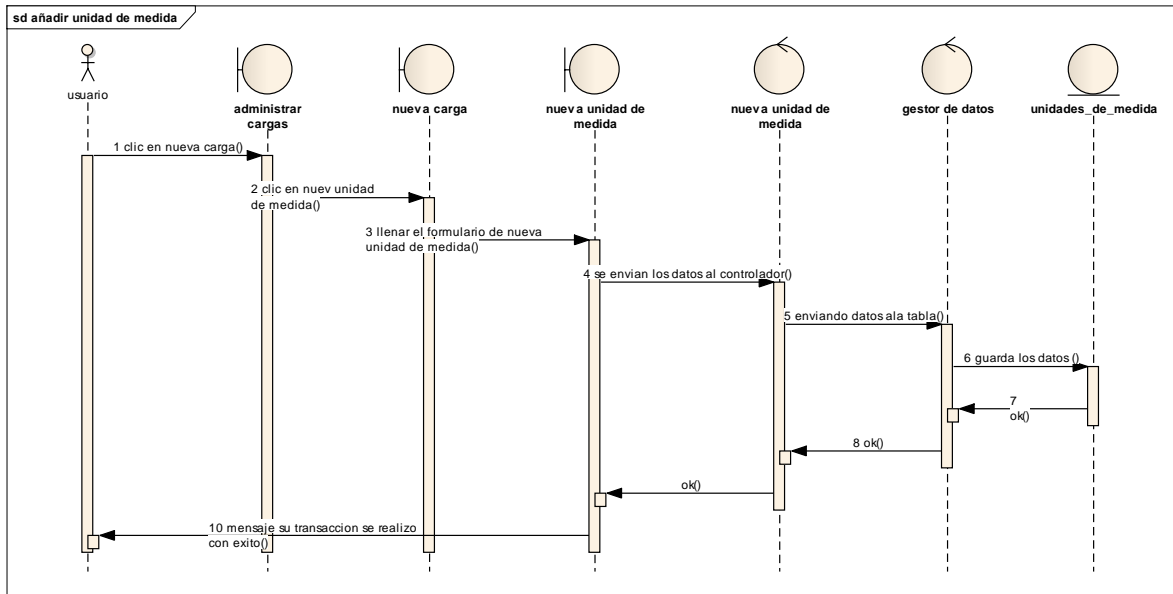 sd añadir unidad de medida
usuario
administrar
cargas
nueva carga
nueva unidad de
medida
nueva unidad de
medida
gestor de datos
unidades_de_medida
1 clic en nueva carga()
2 clic en nuev unidad
de medida()
3 llenar el formulario de nueva
unidad de medida()
4 se envian los datos al controlador()
5 enviando datos ala tabla()
6 guarda los datos ()
7
ok()
8 ok()
ok()
10 mensaje su transaccion se realizo
con exito()